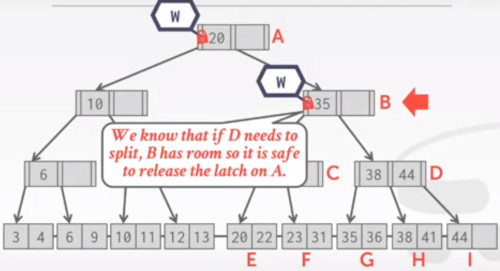 W
20 A
W
10 35 B
We know that if D needs to
split, B has room so it is safe
to release the latch on A.
6 C 38 44 D
3 4 6 9 10 11 12 13 20 22 23 31 35 36 38 41 44
E F G H I